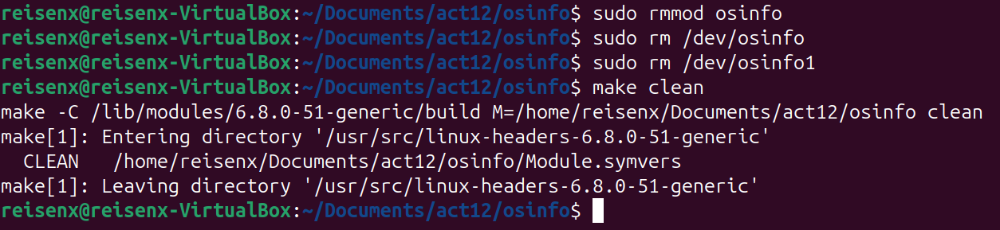 reisenx@reisenx-VirtualBox:~/Documents/act12/osinfo$ sudo rmmod osinfo
reisenx@reisenx-VirtualBox:~/Documents/act12/osinfo$ sudo rm /dev/osinfo
reisenx@reisenx-VirtualBox:~/Documents/act12/osinfo$ sudo rm /dev/osinfo1
reisenx@reisenx-VirtualBox:~/Documents/act12/osinfo$ make clean
make -C /lib/modules/6.8.0-51-generic/build M=/home/reisenx/Documents/act12/osinfo clean
make[1]: Entering directory '/usr/src/linux-headers-6.8.0-51-generic'
  CLEAN   /home/reisenx/Documents/act12/osinfo/Module.symvers
make[1]: Leaving directory '/usr/src/linux-headers-6.8.0-51-generic'
reisenx@reisenx-VirtualBox:~/Documents/act12/osinfo$